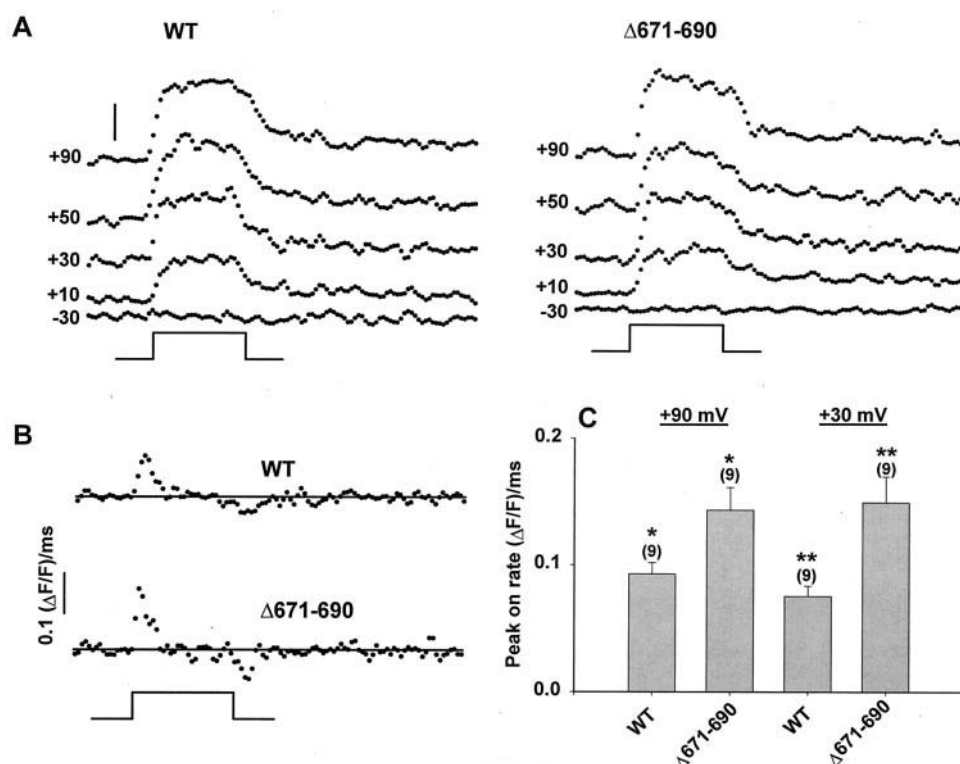 A
WT
Δ671-690
+90
+50
+30
+10
-30
+90
+50
+30
+10
-30
B
WT
Δ671-690
0.1 (ΔF/F)/ms
C
+90 mV
+30 mV
Peak on rate (ΔF/F)/ms
0.2
0.1
0.0
*
(9)
*
(9)
**
(9)
**
(9)
WT
Δ671-690
WT
Δ671-690